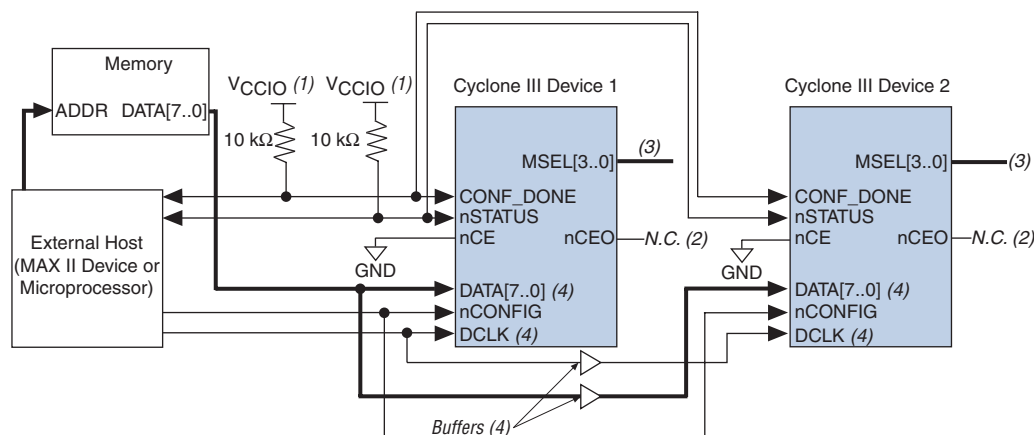 Memory
ADDR DATA[7..0]
VCCIO (1) VCCIO (1)
10 kΩ 10 kΩ
Cyclone III Device 1
MSEL[3..0] (3)
CONF_DONE
nSTATUS
nCE nCEO N.C. (2)
GND
DATA[7..0] (4)
nCONFIG
DCLK (4)
Cyclone III Device 2
MSEL[3..0] (3)
CONF_DONE
nSTATUS
nCE nCEO N.C. (2)
GND
DATA[7..0] (4)
nCONFIG
DCLK (4)
External Host
(MAX II Device or
Microprocessor)
Buffers (4)